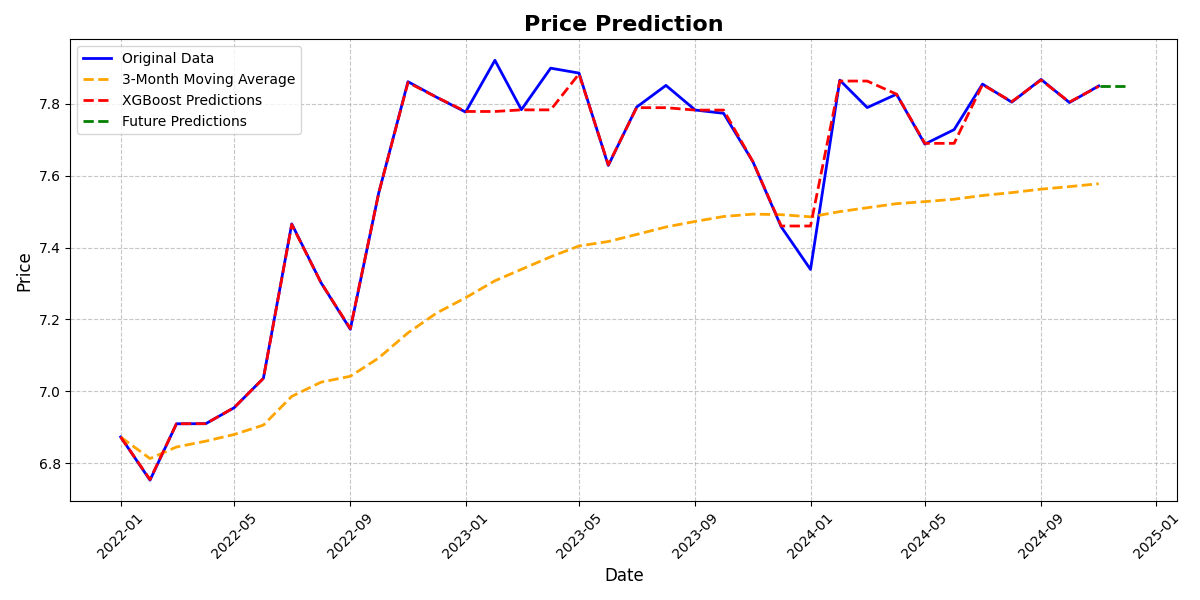 Price Prediction
Original Data
3-Month Moving Average
XGBoost Predictions
Future Predictions
Price
7.8
7.6
7.4
7.2
7.0
6.8
2022-01
2022-05
2022-09
2023-01
2023-05
2023-09
2024-01
2024-05
2024-09
2025-01
Date